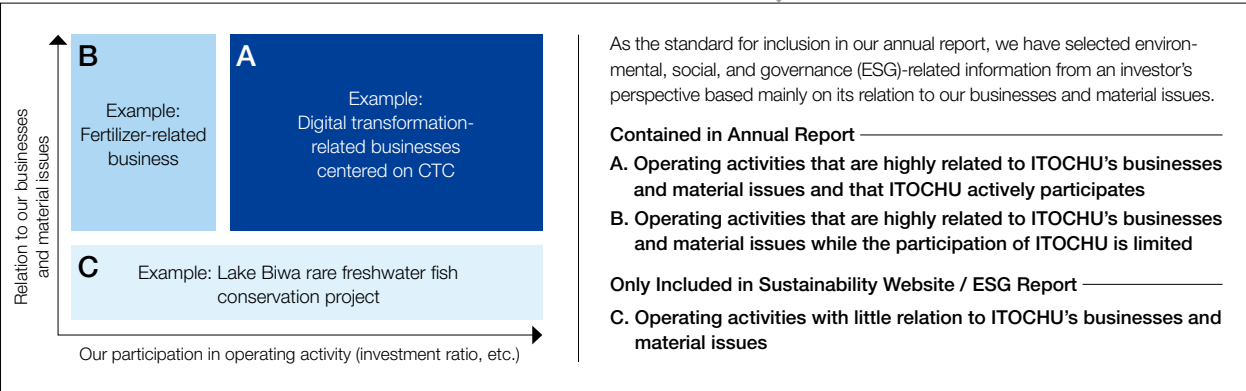 Relation to our businesses
and material issues
B
Example:
Fertilizer-related
business
A
Example:
Digital transformation-
related businesses
centered on CTC
C
Example: Lake Biwa rare freshwater fish
conservation project
Our participation in operating activity (investment ratio, etc.)
As the standard for inclusion in our annual report, we have selected environ-
mental, social, and governance (ESG)-related information from an investor's
perspective based mainly on its relation to our businesses and material issues.
Contained in Annual Report
A. Operating activities that are highly related to ITOCHU's businesses
and material issues and that ITOCHU actively participates
B. Operating activities that are highly related to ITOCHU's businesses
and material issues while the participation of ITOCHU is limited
Only Included in Sustainability Website / ESG Report
C. Operating activities with little relation to ITOCHU's businesses and
material issues